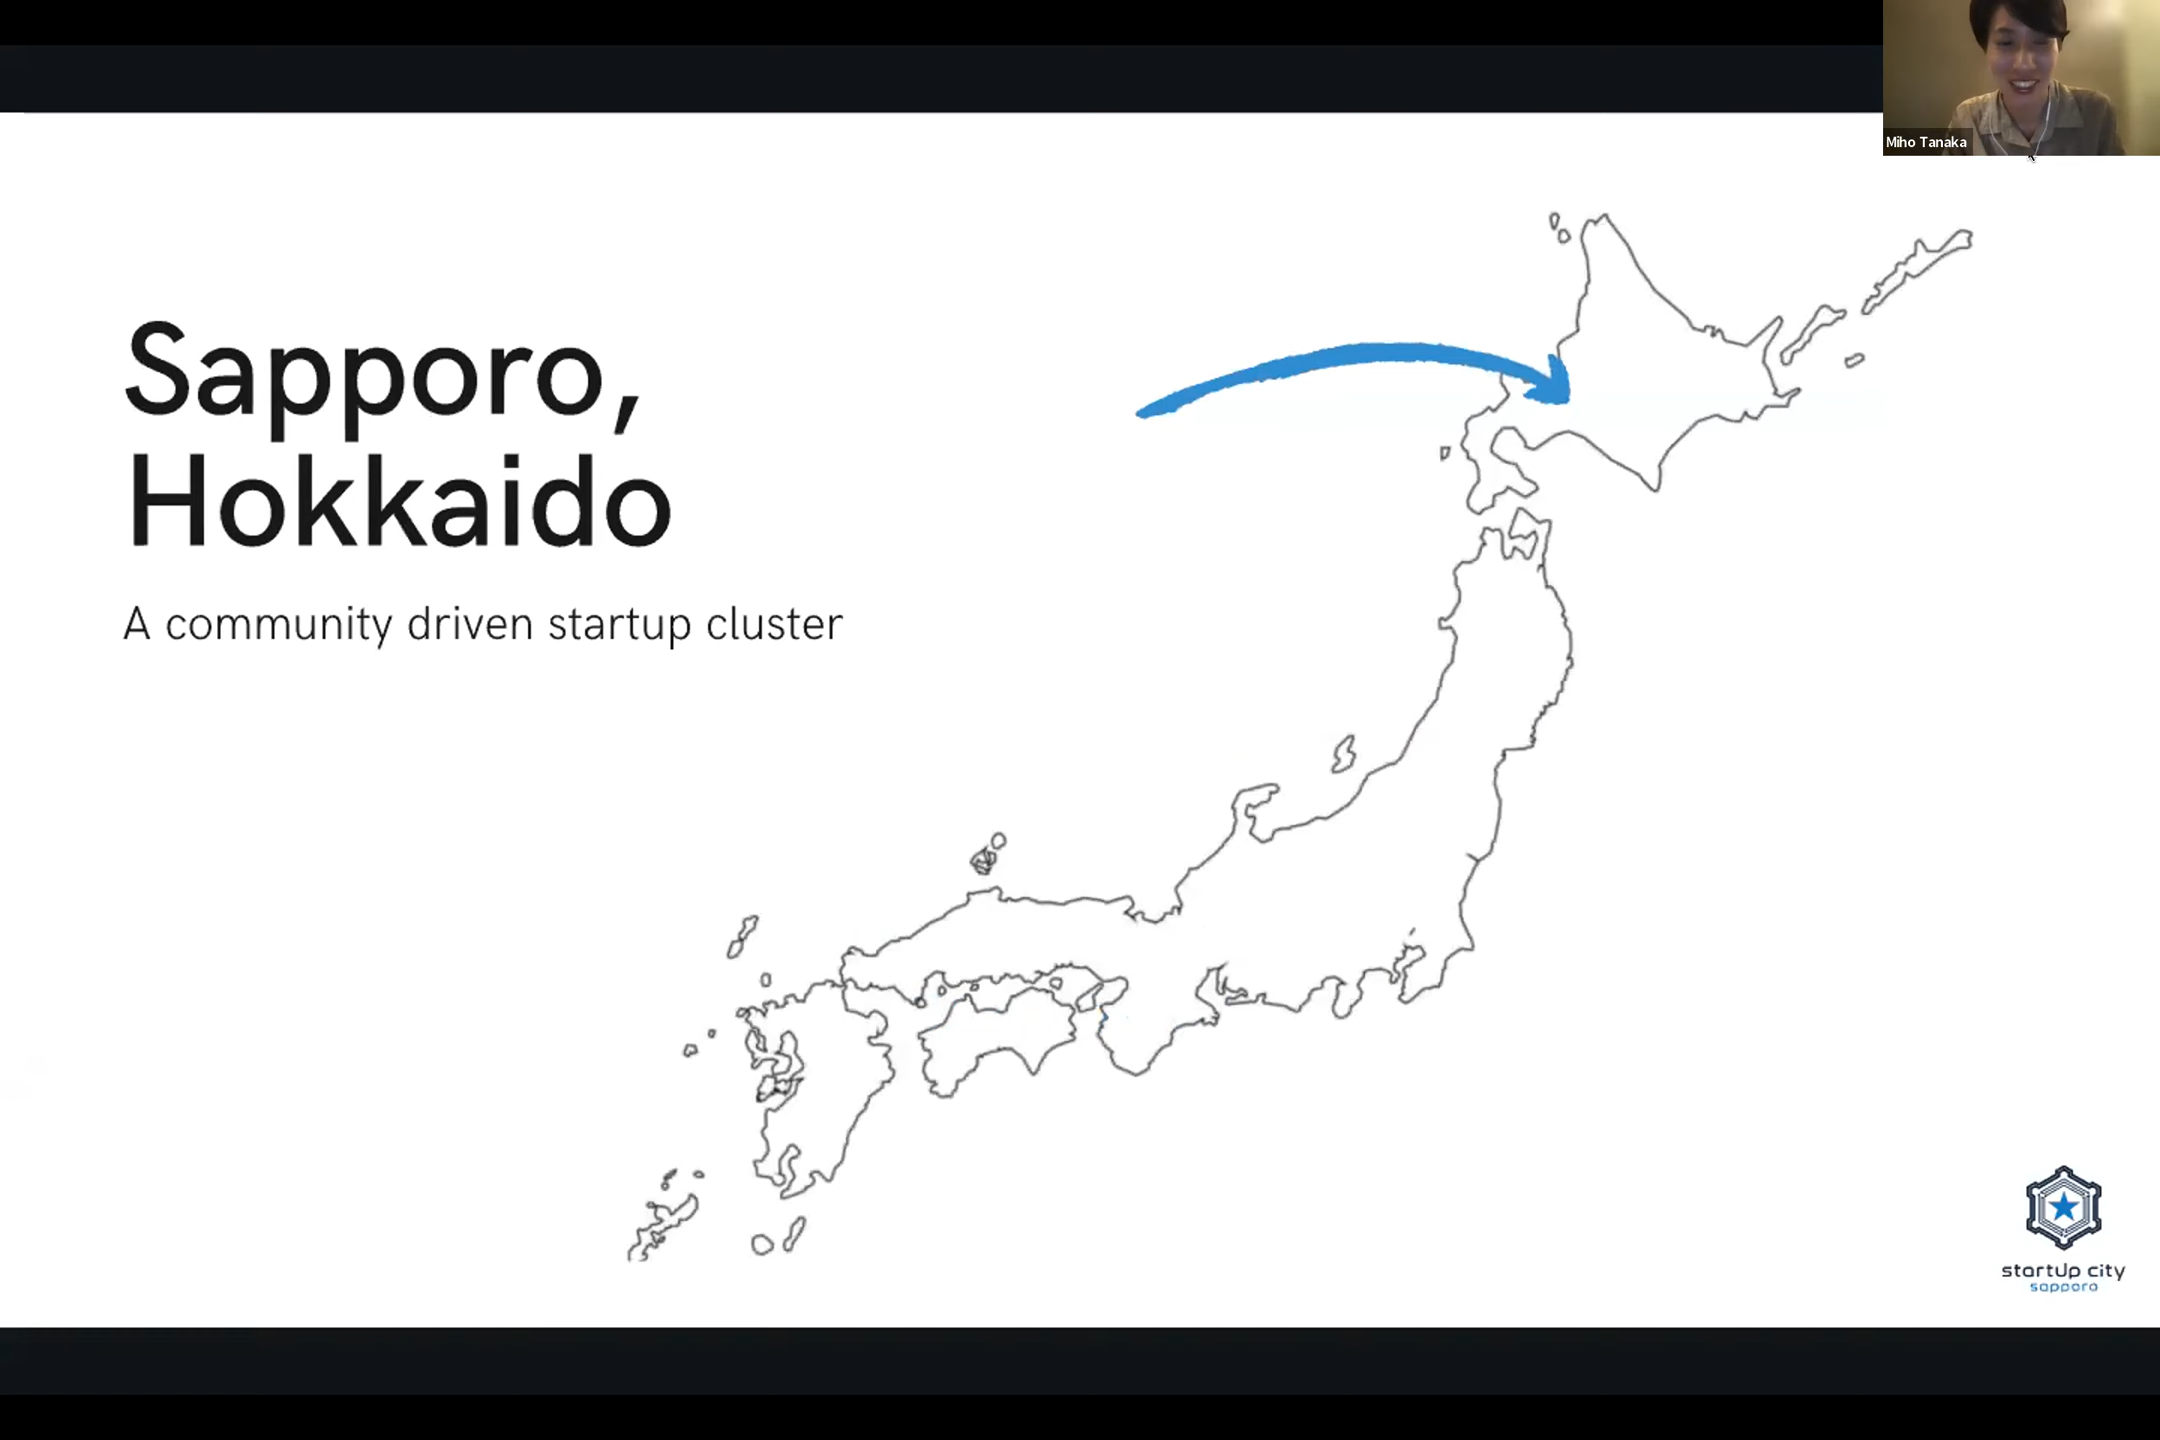 Miho Tanaka
Sapporo,
Hokkaido
A community driven startup cluster
startup city
sapporo